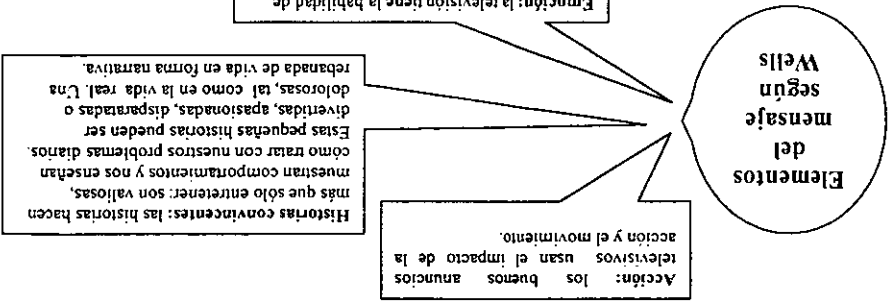 Elementos
del
mensaje
según
Wells
Acción: los buenos anuncios
televisivos usan el impacto de la
acción y el movimiento.
Historias convincentes: las historias hacen
más que sólo entretener: son valiosas,
muestran comportamientos y nos enseñan
cómo tratar con nuestros problemas diarios.
Estas pequeñas historias pueden ser
divertidas, apasionadas, disparatadas o
dolorosas, tal como en la vida real. Una
rebanada de vida en forma narrativa.
Emoción: la televisión tiene la habilidad de